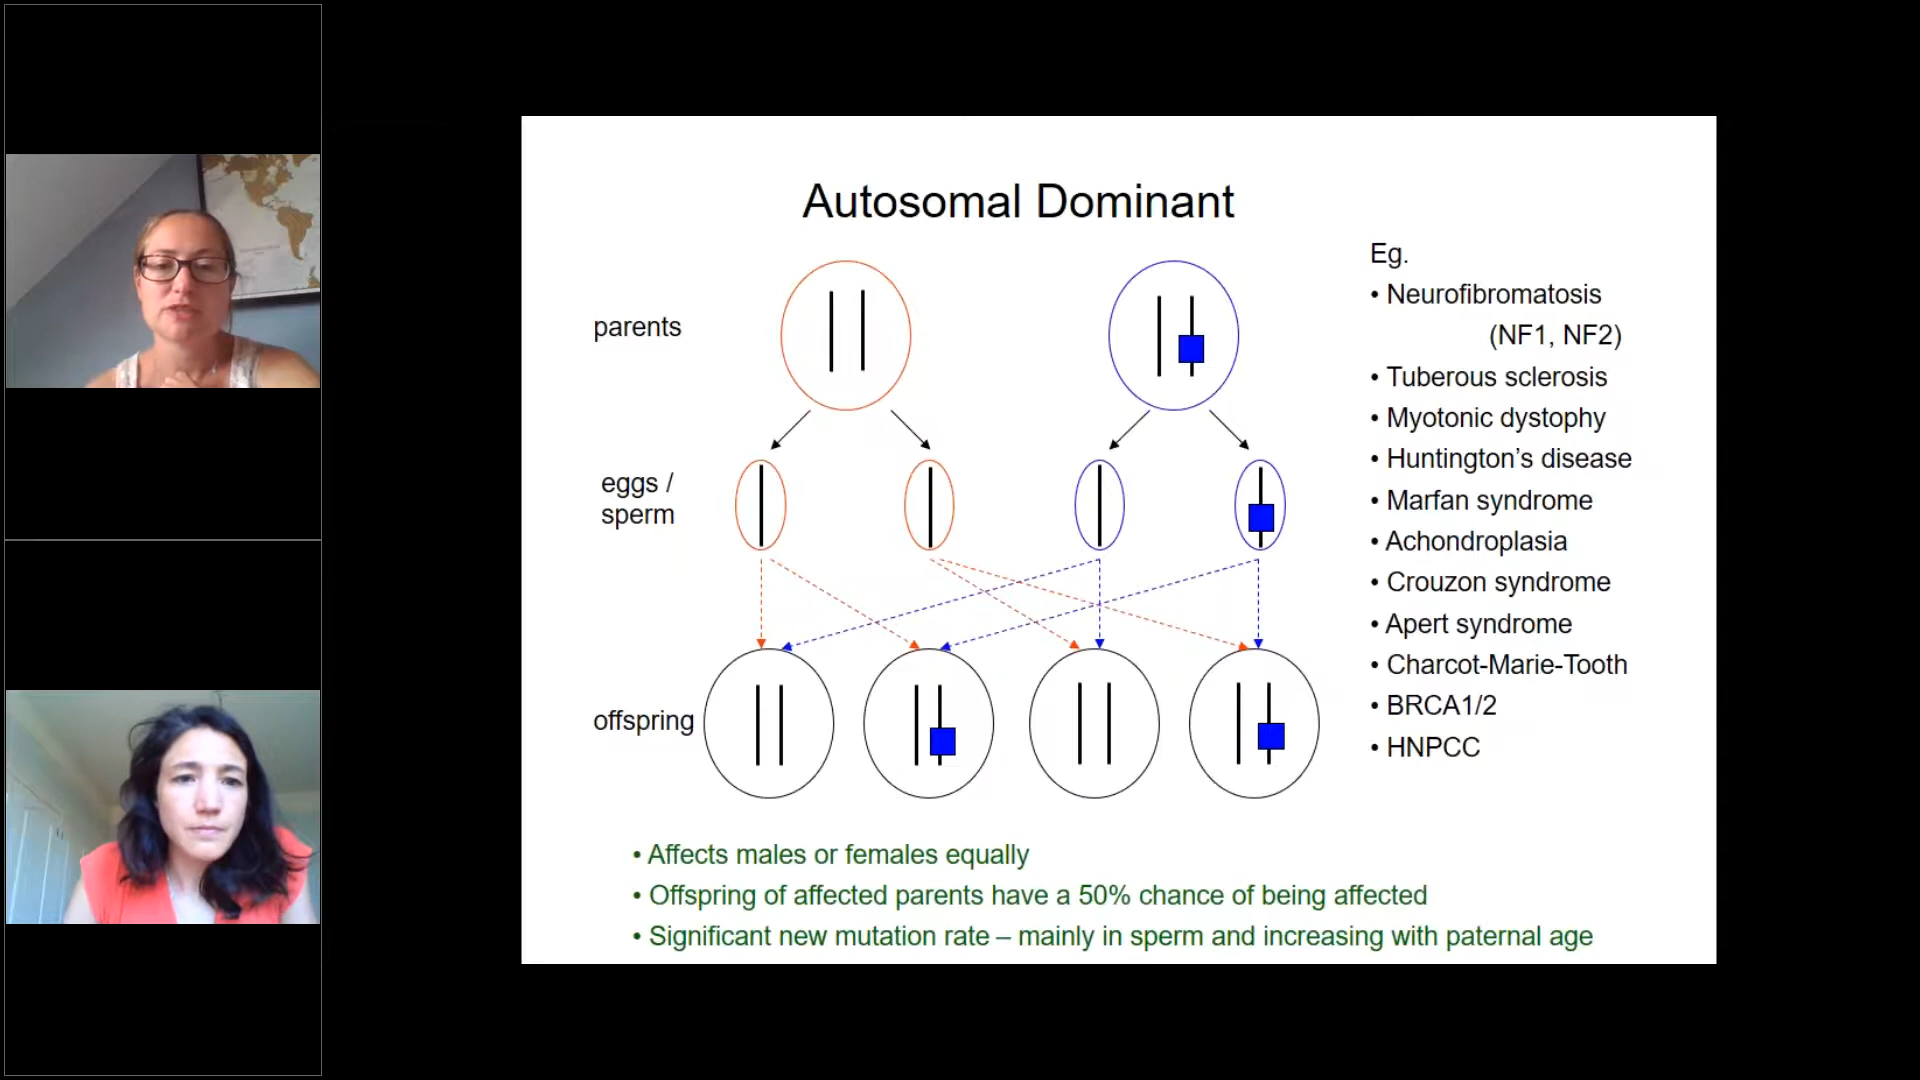 Autosomal Dominant
parents
eggs /
sperm
offspring
Eg.
• Neurofibromatosis
(NF1, NF2)
• Tuberous sclerosis
• Myotonic dystophy
• Huntington’s disease
• Marfan syndrome
• Achondroplasia
• Crouzon syndrome
• Apert syndrome
• Charcot-Marie-Tooth
• BRCA1/2
• HNPCC
• Affects males or females equally
• Offspring of affected parents have a 50% chance of being affected
• Significant new mutation rate – mainly in sperm and increasing with paternal age